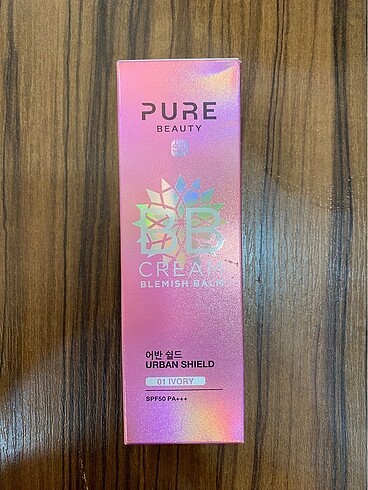 PURE
BEAUTY
BB
CREAM
BLEMISH BALM
어반 쉴드
URBAN SHIELD
01 IVORY
SPF50 PA+++